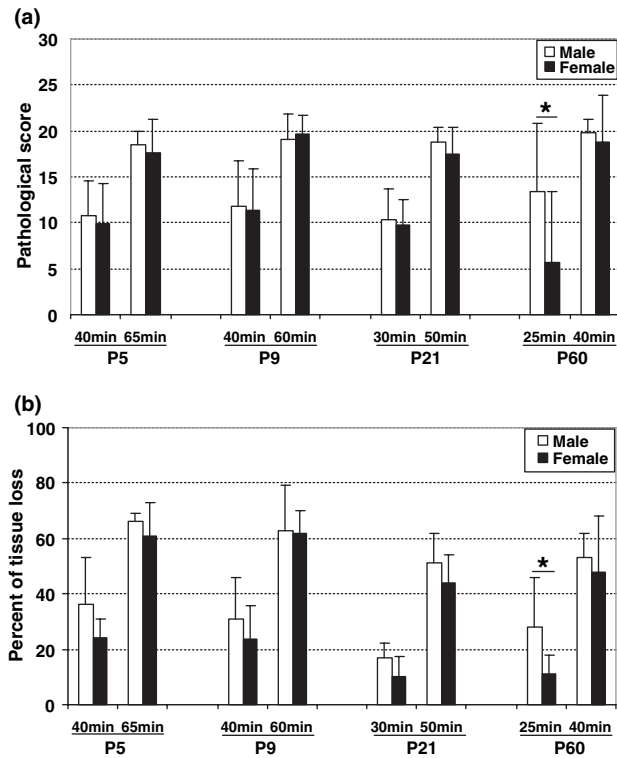 (a)
30
25
20
15
10
5
0
Pathological score
Male
Female
*
40min 65min 40min 60min 30min 50min 25min 40min
P5 P9 P21 P60
(b)
100
80
60
40
20
0
Percent of tissue loss
Male
Female
*
40min 65min 40min 60min 30min 50min 25min 40min
P5 P9 P21 P60